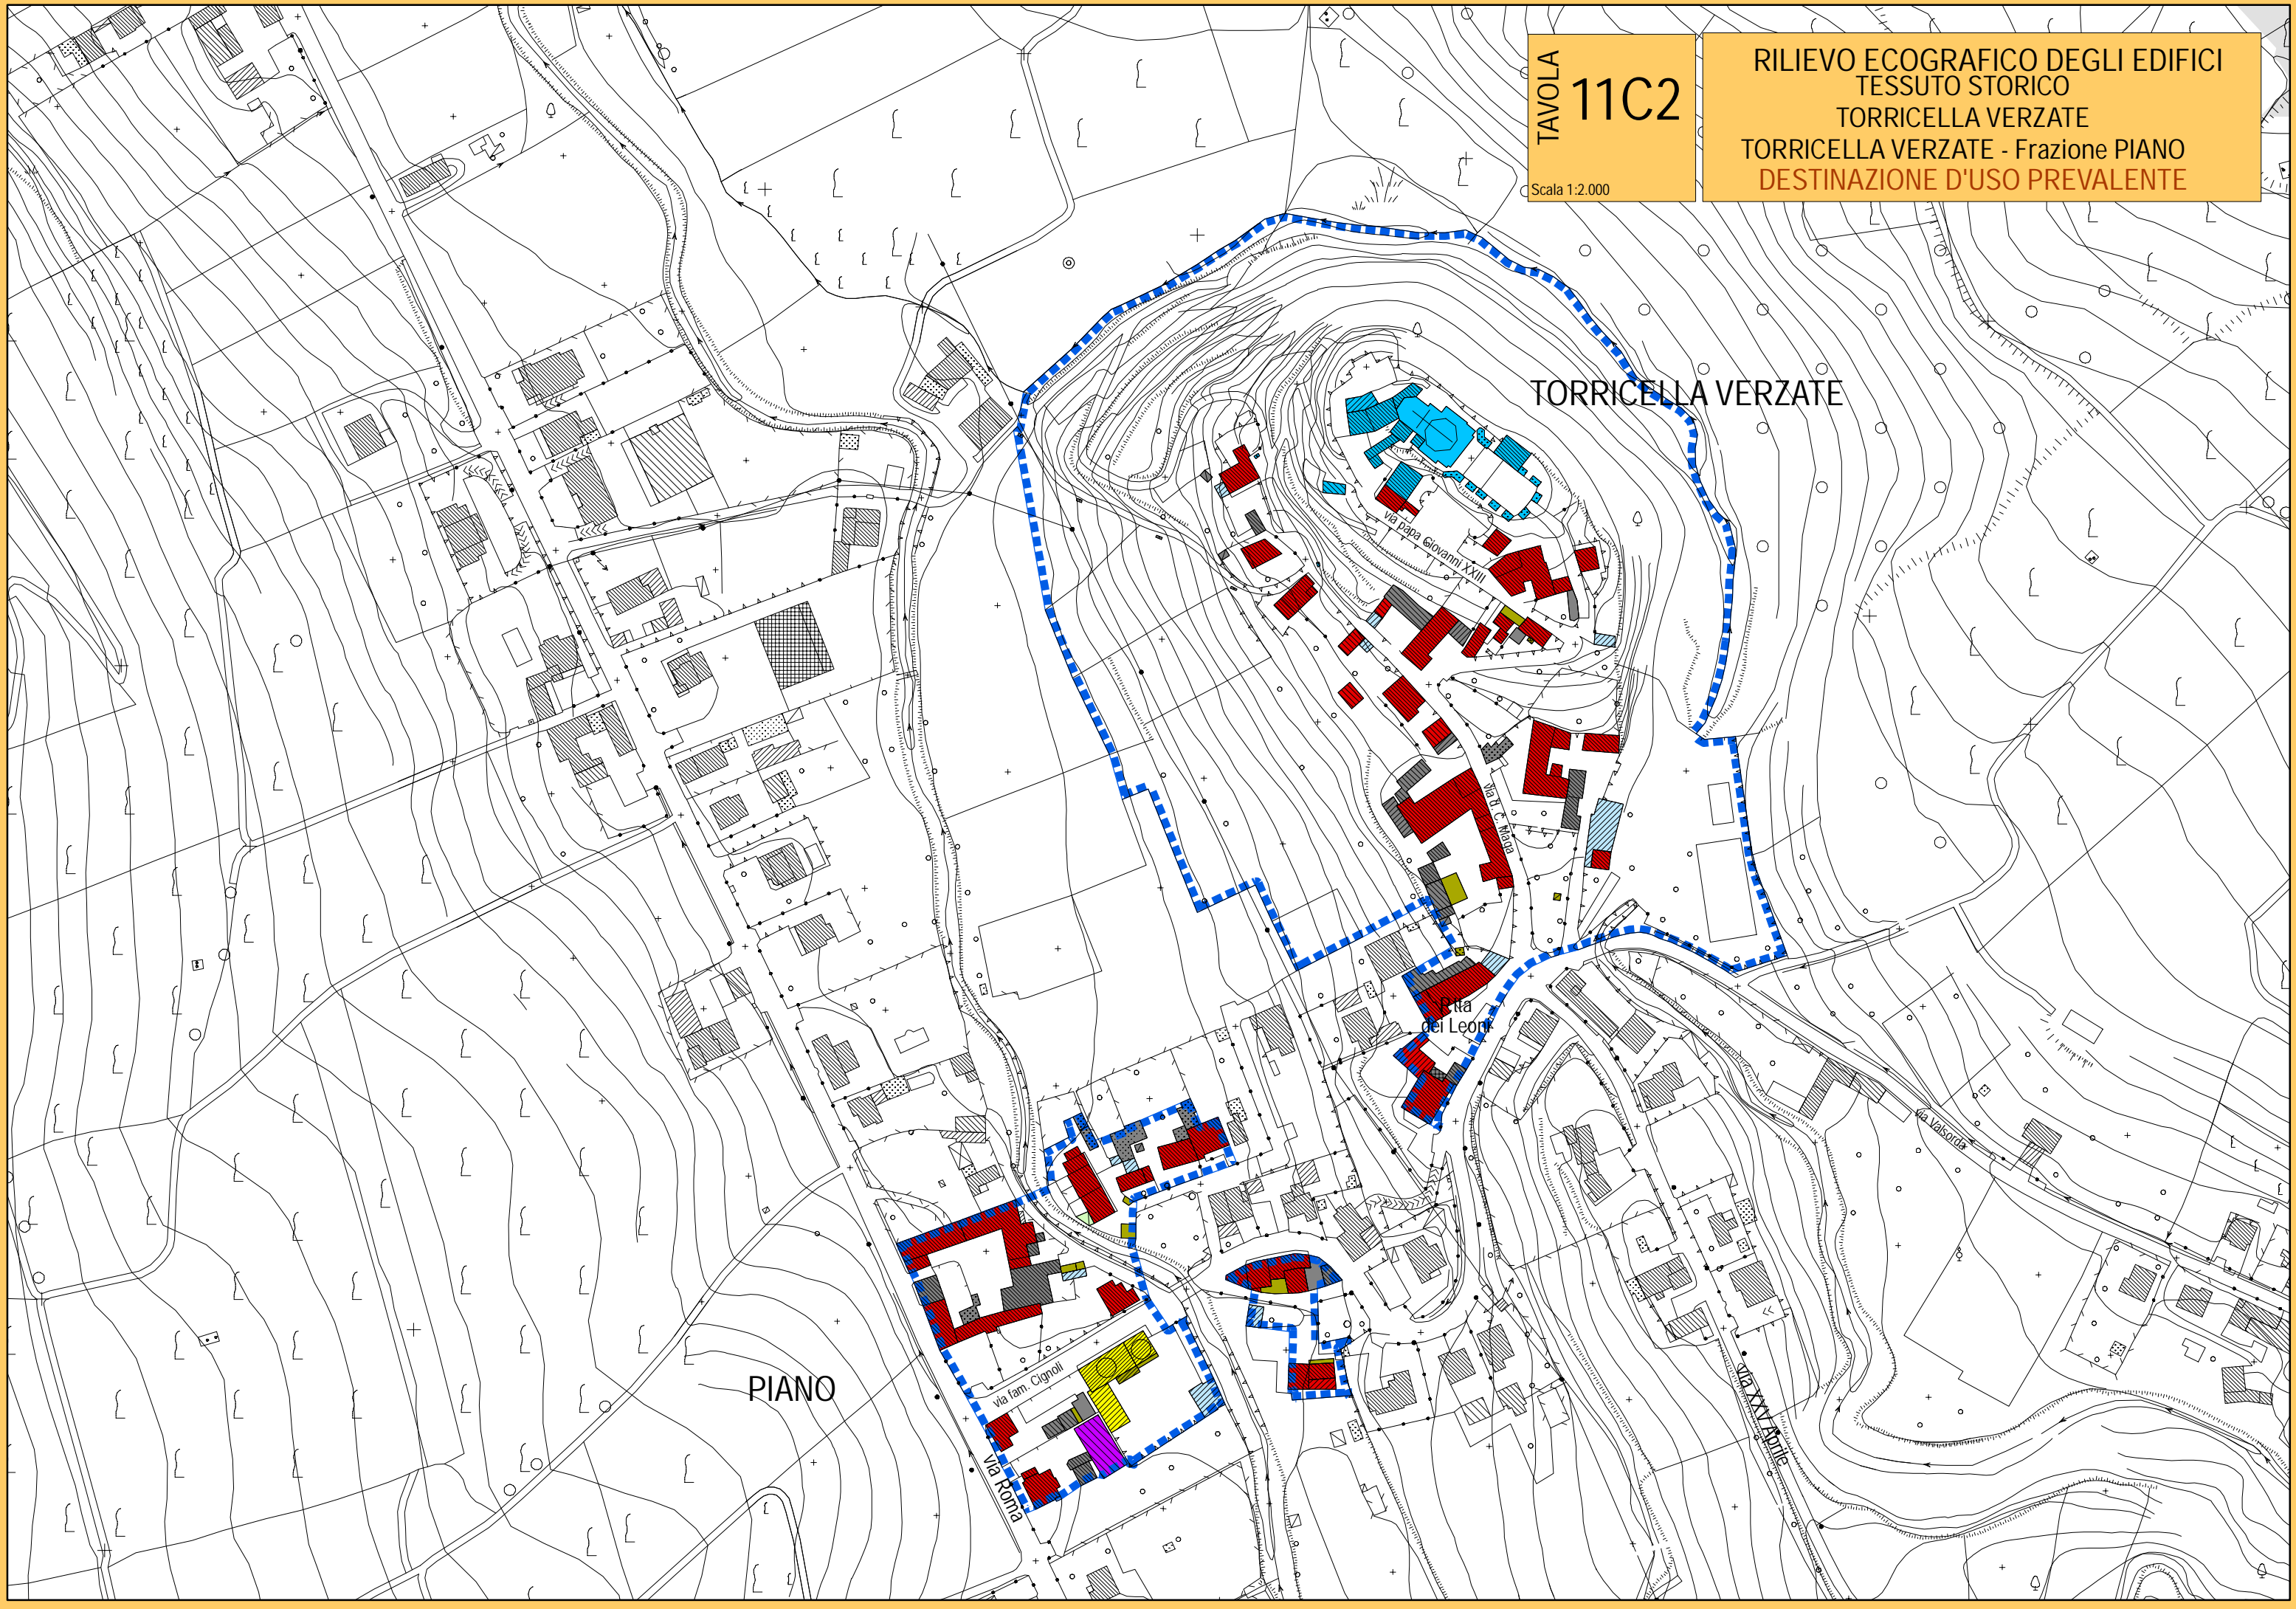 TAVOLA
11C2
Scala 1:2.000
RILIEVO ECOGRAFICO DEGLI EDIFICI
TESSUTO STORICO
TORRICELLA VERZATE
TORRICELLA VERZATE - Frazione PIANO
DESTINAZIONE D'USO PREVALENTE
TORRICELLA VERZATE
via papa Giovanni XXIII
via d. C. Maga
dei Leoni
via Valsorda
PIANO
via fam. Cignoli
via Roma
via XXV Aprile